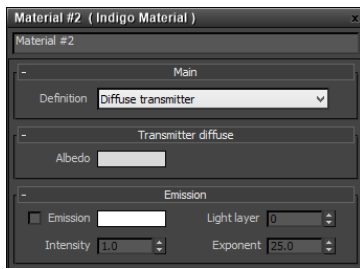 Material #2 ( Indigo Material ) x
Material #2
- Main
Definition Diffuse transmitter
- Transmitter diffuse
Albedo
- Emission
Emission Light layer 0
Intensity 1.0 Exponent 25.0